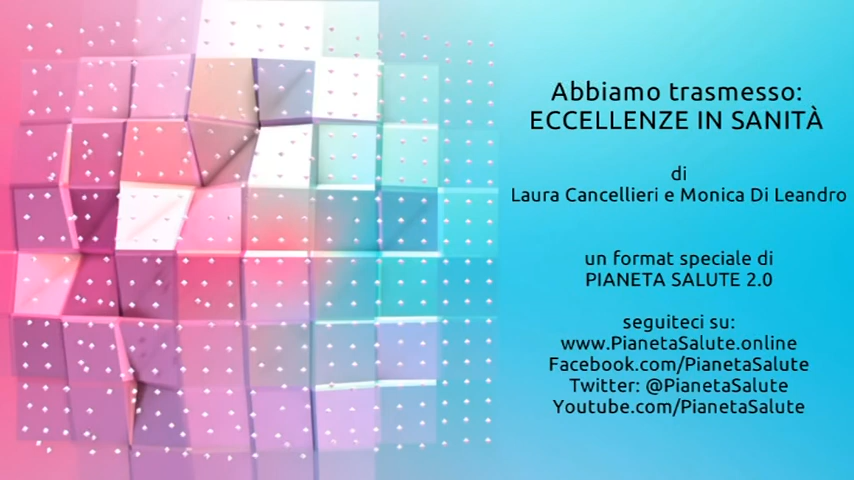 Abbiamo trasmesso:
ECCELLENZE IN SANITÀ
di
Laura Cancellieri e Monica Di Leandro
un format speciale di
PIANETA SALUTE 2.0
seguiteci su:
www.PianetaSalute.online
Facebook.com/PianetaSalute
Twitter: @PianetaSalute
Youtube.com/PianetaSalute